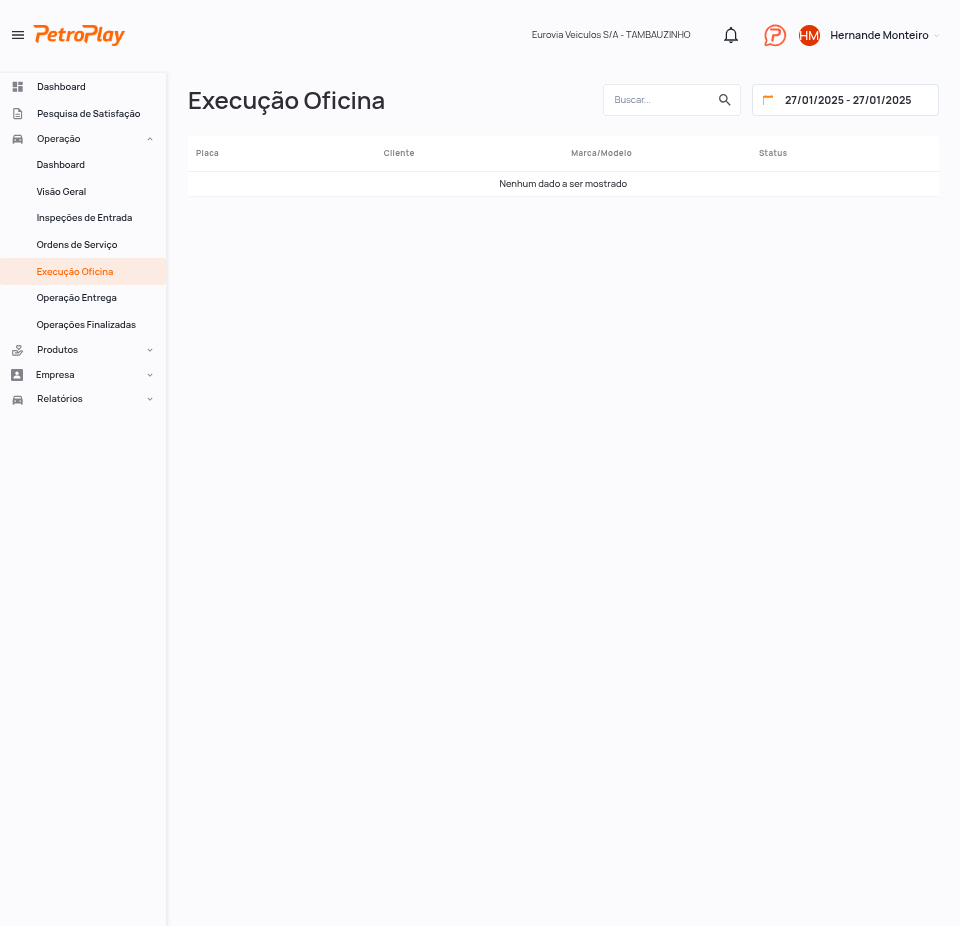 PetroPlay
Eurovia Veiculos S/A - TAMBAUZINHO
HM
Hernande Monteiro
Dashboard
Pesquisa de Satisfação
Operação
Dashboard
Visão Geral
Inspeções de Entrada
Ordens de Serviço
Execução Oficina
Operação Entrega
Operações Finalizadas
Produtos
Empresa
Relatórios
Execução Oficina
Buscar...
27/01/2025 - 27/01/2025
Placa Cliente Marca/Modelo Status
Nenhum dado a ser mostrado